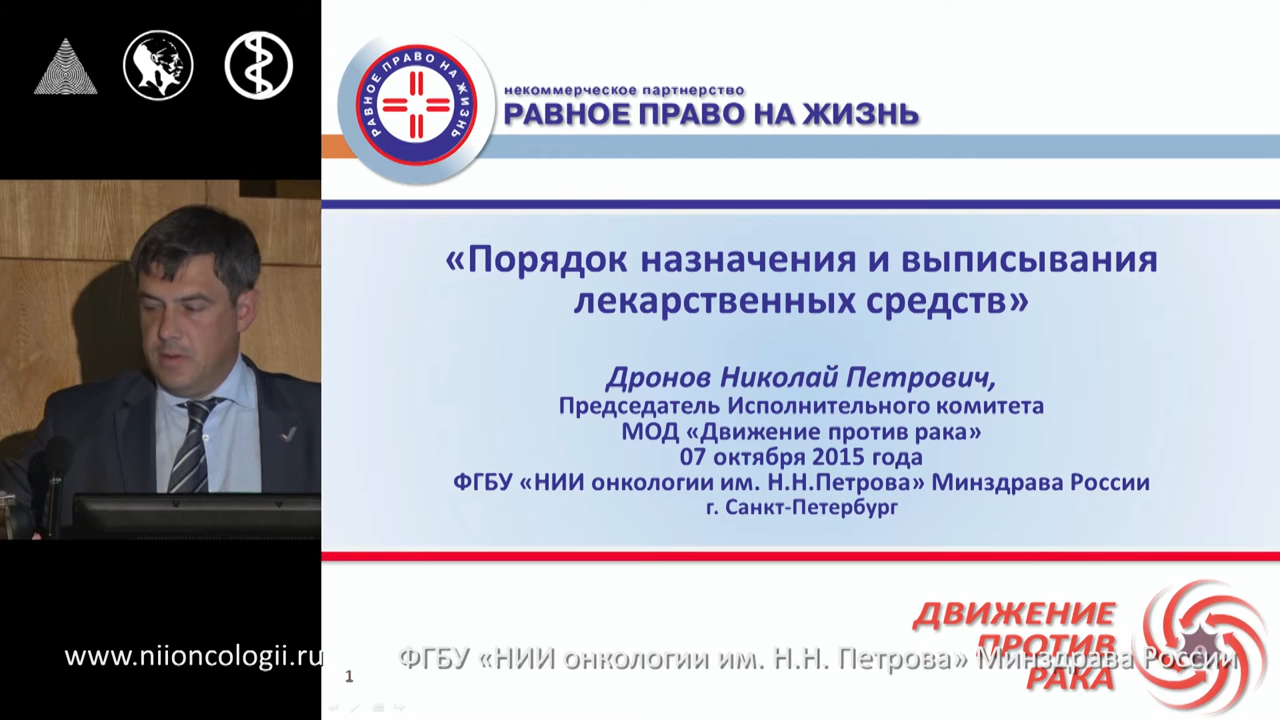 РАВНОЕ ПРАВО НА ЖИЗНЬ
некоммерческое партнерство
РАВНОЕ ПРАВО НА ЖИЗНЬ
«Порядок назначения и выписывания
лекарственных средств»
Дронов Николай Петрович,
Председатель Исполнительного комитета
МОД «Движение против рака»
07 октября 2015 года
ФГБУ «НИИ онкологии им. Н.Н.Петрова» Минздрава России
г. Санкт-Петербург
ДВИЖЕНИЕ
ПРОТИВ
РАКА
www.niioncologii.ru
ФГБУ «НИИ онкологии им. Н.Н. Петрова» Минздрава России
1